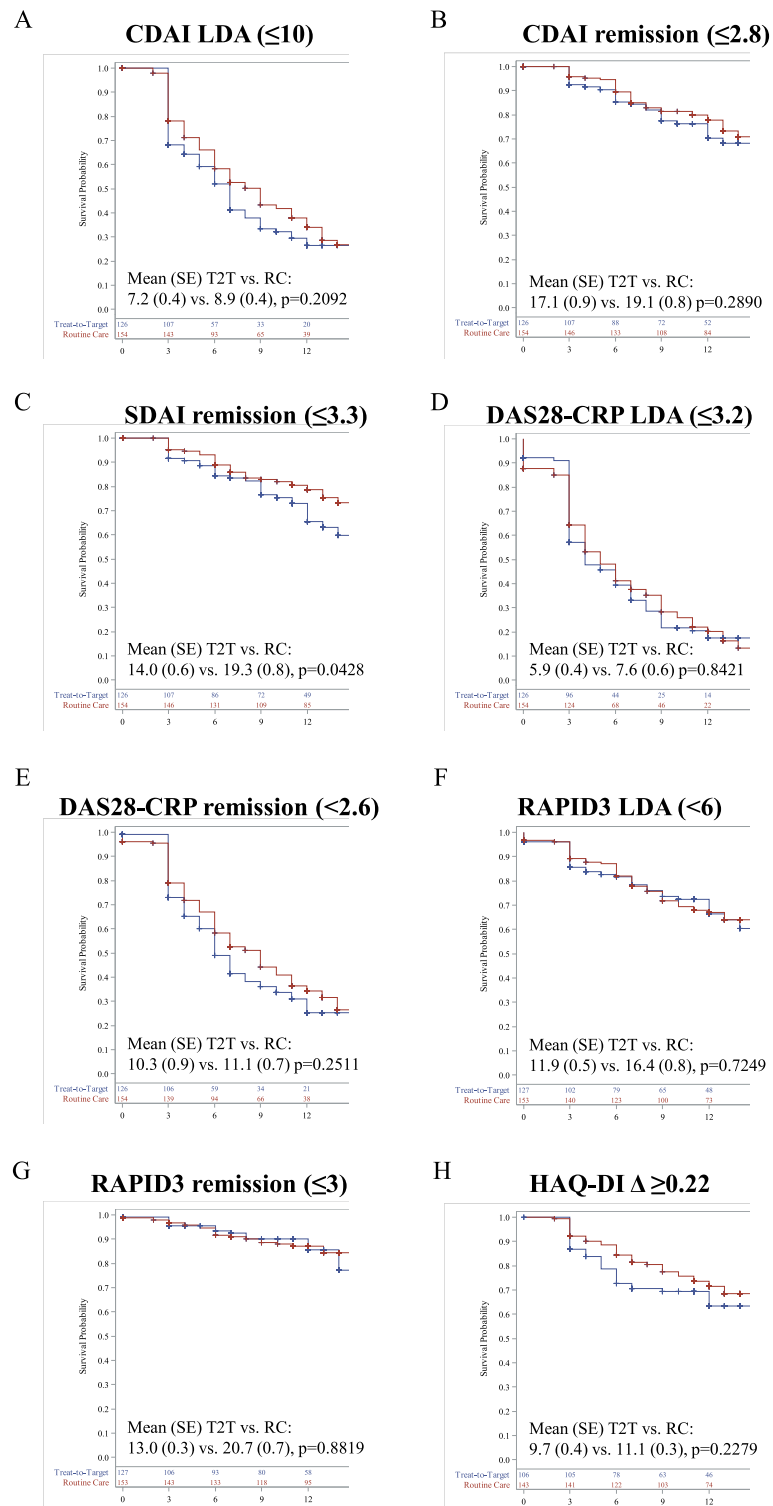 A
CDAI LDA (≤10)
1.0
0.9
0.8
0.7
0.6
0.5
0.4
0.3
0.2
0.1
0.0
Survival Probability
Mean (SE) T2T vs. RC:
7.2 (0.4) vs. 8.9 (0.4), p=0.2092
Treat-to-Target 126 107 57 33 20
Routine Care 154 143 93 65 39
0 3 6 9 12
B
CDAI remission (≤2.8)
1.0
0.9
0.8
0.7
0.6
0.5
0.4
0.3
0.2
0.1
0.0
Survival Probability
Mean (SE) T2T vs. RC:
17.1 (0.9) vs. 19.1 (0.8) p=0.2890
Treat-to-Target 126 107 88 72 52
Routine Care 154 146 133 108 84
0 3 6 9 12
C
SDAI remission (≤3.3)
1.0
0.9
0.8
0.7
0.6
0.5
0.4
0.3
0.2
0.1
0.0
Survival Probability
Mean (SE) T2T vs. RC:
14.0 (0.6) vs. 19.3 (0.8), p=0.0428
Treat-to-Target 126 107 86 72 49
Routine Care 154 146 131 109 85
0 3 6 9 12
D
DAS28-CRP LDA (≤3.2)
1.0
0.9
0.8
0.7
0.6
0.5
0.4
0.3
0.2
0.1
0.0
Survival Probability
Mean (SE) T2T vs. RC:
5.9 (0.4) vs. 7.6 (0.6) p=0.8421
Treat-to-Target 126 96 44 25 14
Routine Care 154 124 68 46 22
0 3 6 9 12
E
DAS28-CRP remission (<2.6)
1.0
0.9
0.8
0.7
0.6
0.5
0.4
0.3
0.2
0.1
0.0
Survival Probability
Mean (SE) T2T vs. RC:
10.3 (0.9) vs. 11.1 (0.7) p=0.2511
Treat-to-Target 126 106 59 34 21
Routine Care 154 139 94 66 38
0 3 6 9 12
F
RAPID3 LDA (<6)
1.0
0.9
0.8
0.7
0.6
0.5
0.4
0.3
0.2
0.1
0.0
Survival Probability
Mean (SE) T2T vs. RC:
11.9 (0.5) vs. 16.4 (0.8), p=0.7249
Treat-to-Target 127 102 79 65 48
Routine Care 153 140 123 100 73
0 3 6 9 12
G
RAPID3 remission (≤3)
1.0
0.9
0.8
0.7
0.6
0.5
0.4
0.3
0.2
0.1
0.0
Survival Probability
Mean (SE) T2T vs. RC:
13.0 (0.3) vs. 20.7 (0.7), p=0.8819
Treat-to-Target 127 106 93 80 58
Routine Care 153 143 133 118 95
0 3 6 9 12
H
HAQ-DI Δ ≥0.22
1.0
0.9
0.8
0.7
0.6
0.5
0.4
0.3
0.2
0.1
0.0
Survival Probability
Mean (SE) T2T vs. RC:
9.7 (0.4) vs. 11.1 (0.3), p=0.2279
Treat-to-Target 106 105 78 63 46
Routine Care 143 141 122 103 74
0 3 6 9 12